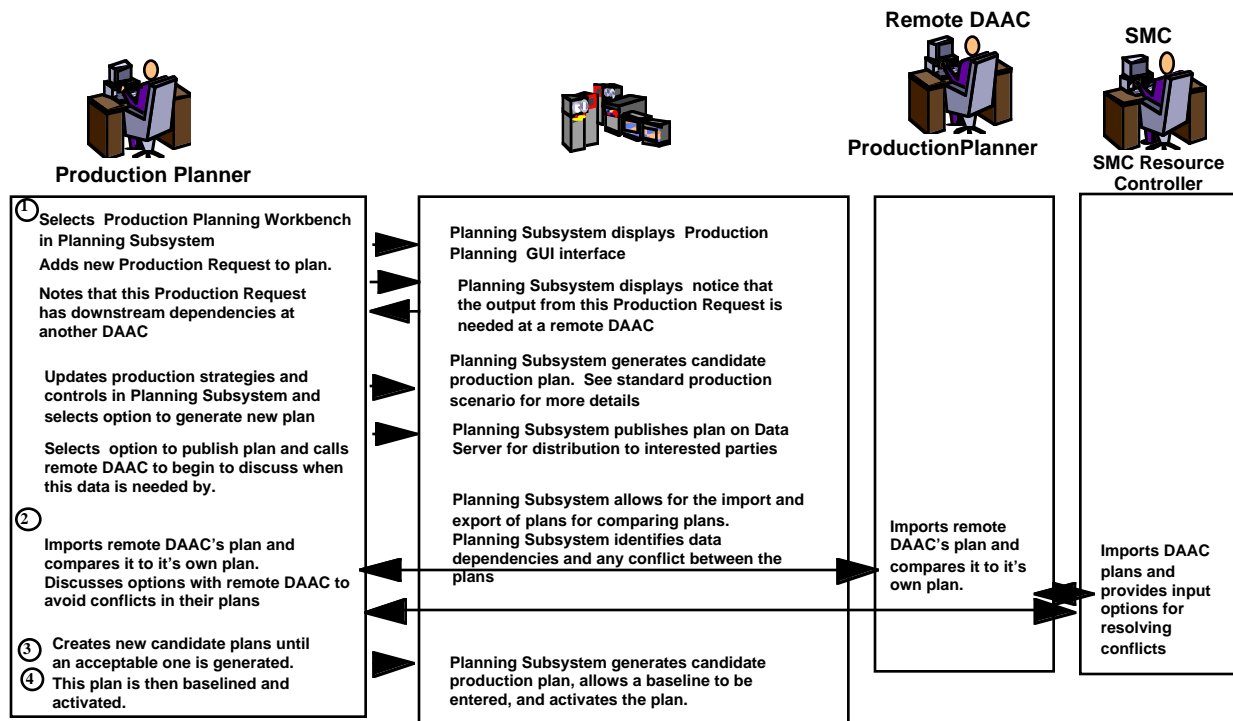 Remote DAAC
SMC
Production Planner
ProductionPlanner
SMC Resource
Controller
1
Selects Production Planning Workbench
in Planning Subsystem
Adds new Production Request to plan.
Notes that this Production Request
has downstream dependencies at
another DAAC
Updates production strategies and
controls in Planning Subsystem and
selects option to generate new plan
Selects option to publish plan and calls
remote DAAC to begin to discuss when
this data is needed by.
2
Imports remote DAAC's plan and
compares it to it's own plan.
Discusses options with remote DAAC to
avoid conflicts in their plans
3
Creates new candidate plans until
an acceptable one is generated.
4
This plan is then baselined and
activated.
Planning Subsystem displays Production
Planning GUI interface
Planning Subsystem displays notice that
the output from this Production Request is
needed at a remote DAAC
Planning Subsystem generates candidate
production plan. See standard production
scenario for more details
Planning Subsystem publishes plan on Data
Server for distribution to interested parties
Planning Subsystem allows for the import and
export of plans for comparing plans.
Planning Subsystem identifies data
dependencies and any conflict between the
plans
Planning Subsystem generates candidate
production plan, allows a baseline to be
entered, and activates the plan.
Imports remote
DAAC's plan and
compares it to it's
own plan.
Imports DAAC
plans and
provides input
options for
resolving
conflicts